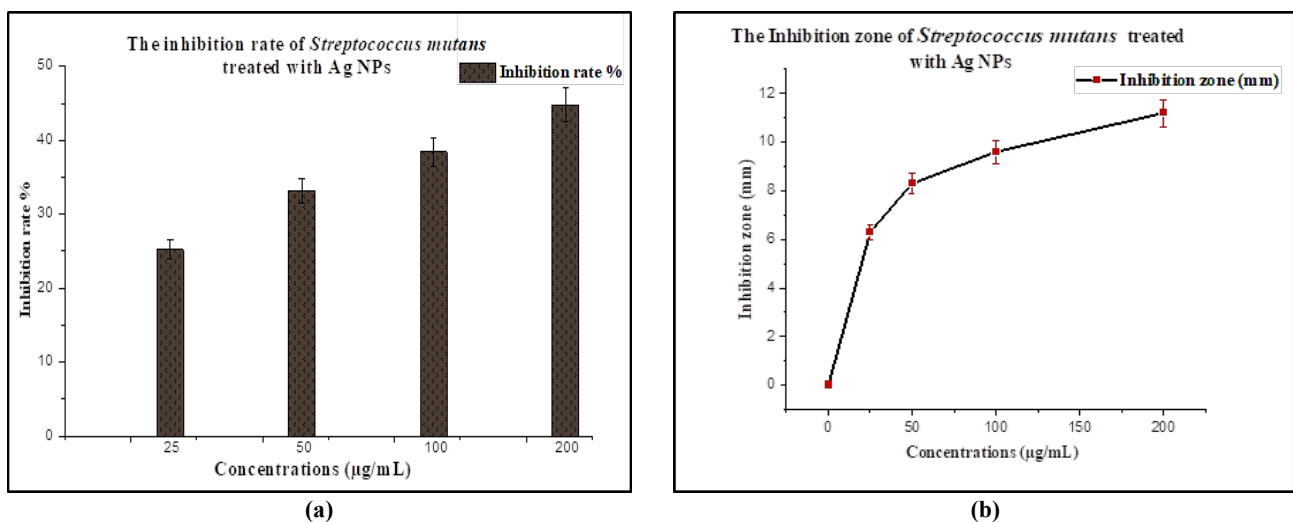 The inhibition rate of Streptococcus mutans
treated with Ag NPs
Inhibition rate %
50
40
30
20
10
0
Inhibition rate %
25 50 100 200
Concentrations (µg/mL)
(a)
The Inhibition zone of Streptococcus mutans treated
with Ag NPs
Inhibition zone (mm)
12
10
8
6
4
2
0
Inhibition zone (mm)
0 50 100 150 200
Concentrations (µg/mL)
(b)